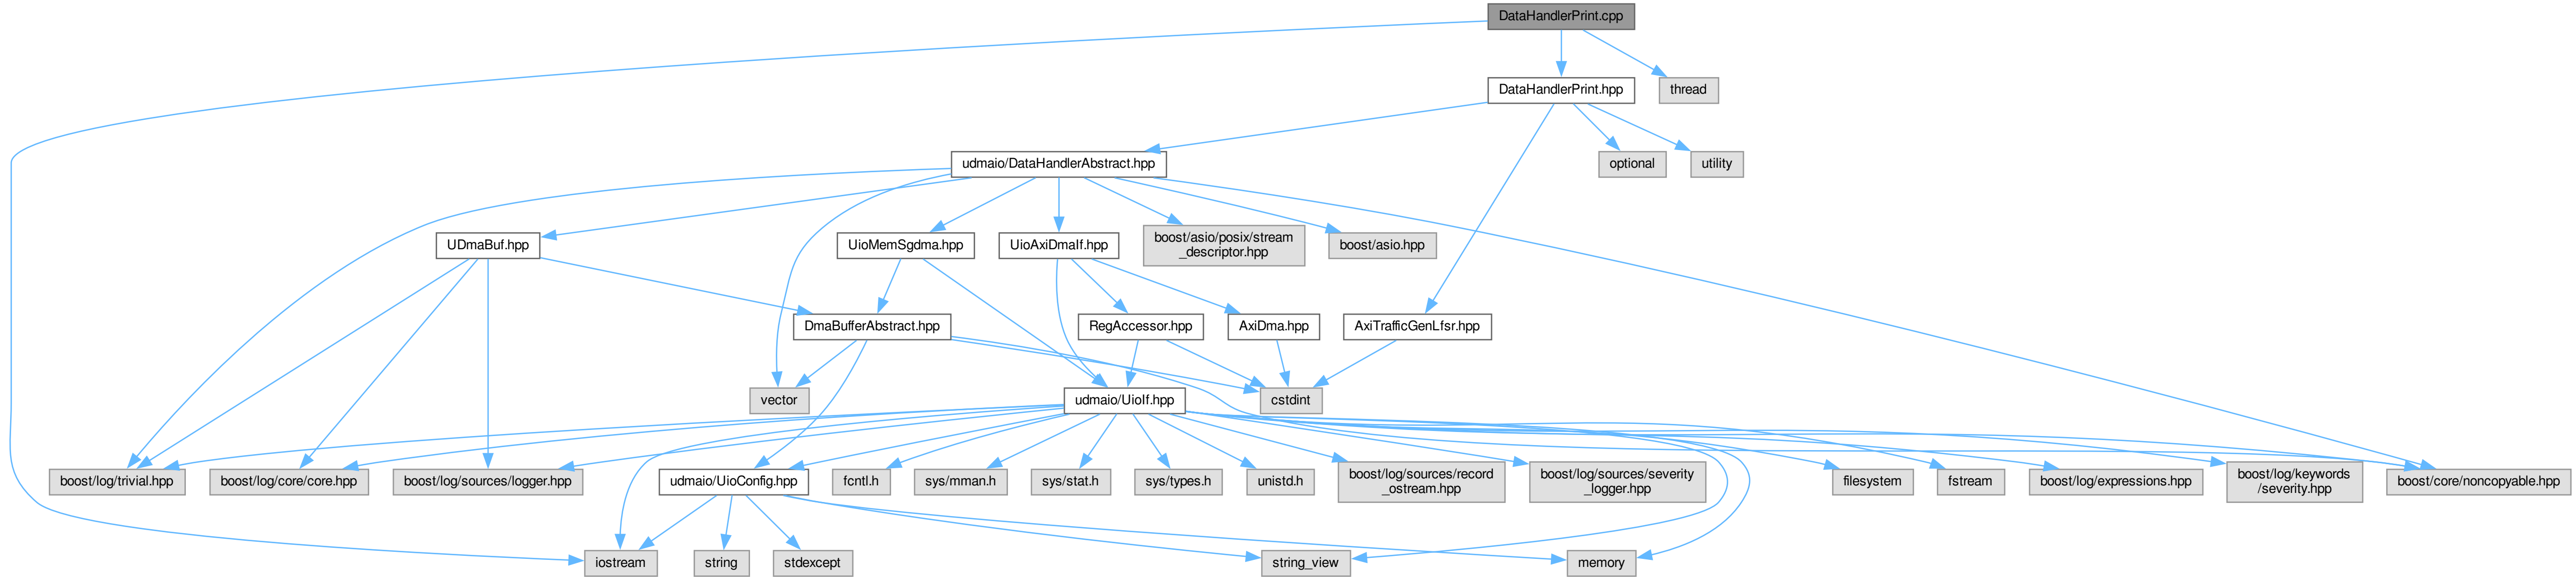 DataHandlerPrint.cpp
DataHandlerPrint.hpp
thread
udmaio/DataHandlerAbstract.hpp
optional
utility
UDmaBuf.hpp
UioMemSgdma.hpp
UioAxiDmaIf.hpp
boost/asio/posix/stream
_descriptor.hpp
boost/asio.hpp
DmaBufferAbstract.hpp
RegAccessor.hpp
AxiDma.hpp
AxiTrafficGenLfsr.hpp
vector
udmaio/UioIf.hpp
cstdint
boost/log/trivial.hpp
boost/log/core/core.hpp
boost/log/sources/logger.hpp
udmaio/UioConfig.hpp
fcntl.h
sys/mman.h
sys/stat.h
sys/types.h
unistd.h
boost/log/sources/record
_ostream.hpp
boost/log/sources/severity
_logger.hpp
filesystem
fstream
boost/log/expressions.hpp
boost/log/keywords
/severity.hpp
boost/core/noncopyable.hpp
iostream
string
stdexcept
string_view
memory